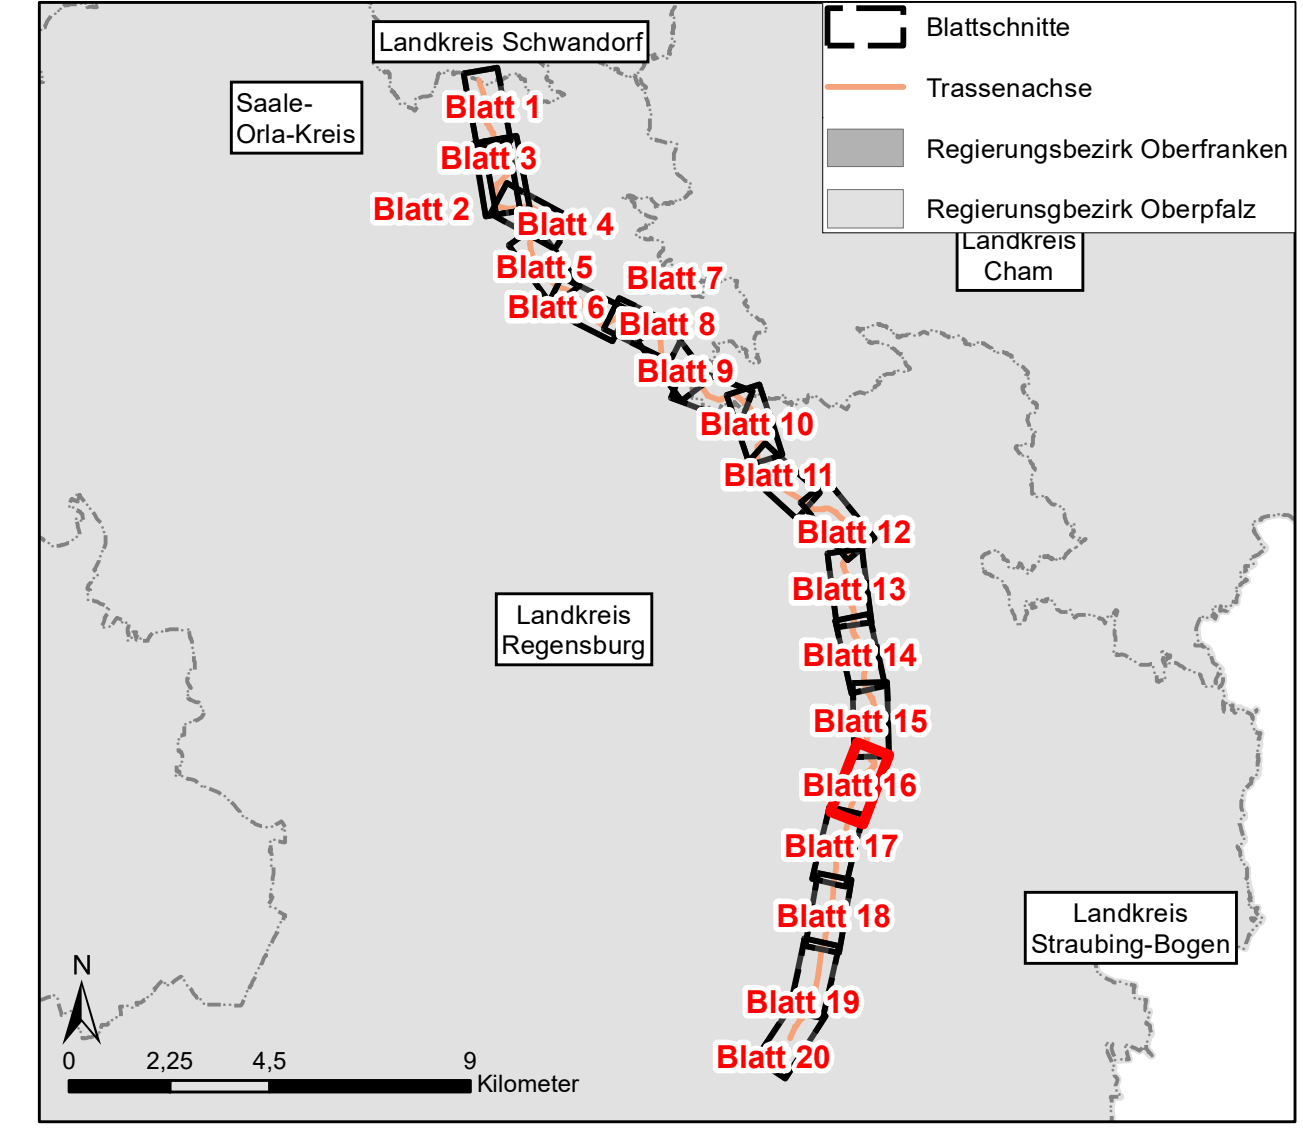 Blattschnitte
Trassenachse
Regierungsbezirk Oberfranken
Regierunsgbezirk Oberpfalz
Landkreis Schwandorf
Saale-
Orla-Kreis
Landkreis
Cham
Blatt 1
Blatt 3
Blatt 2
Blatt 4
Blatt 5
Blatt 7
Blatt 6
Blatt 8
Blatt 9
Blatt 10
Blatt 11
Blatt 12
Blatt 13
Landkreis
Regensburg
Blatt 14
Blatt 15
Blatt 16
Blatt 17
Blatt 18
Landkreis
Straubing-Bogen
Blatt 19
Blatt 20
N
0 2,25 4,5 9
Kilometer